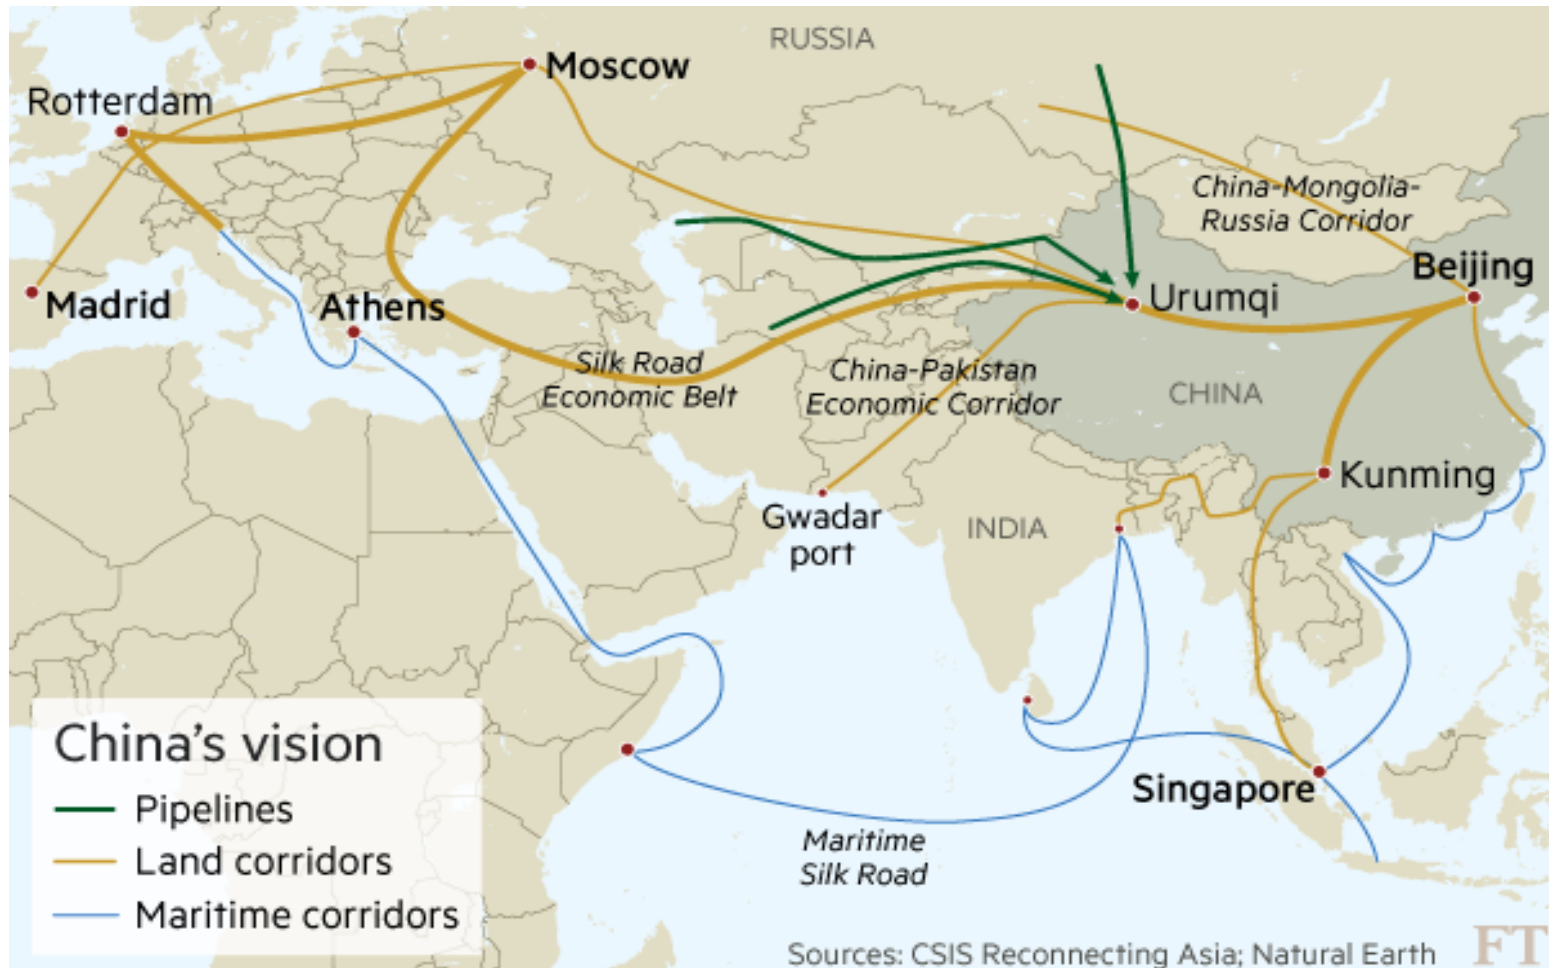 RUSSIA
Moscow
Rotterdam
China-Mongolia-
Russia Corridor
Beijing
Urumqi
Madrid
Athens
Silk Road
Economic Belt
China-Pakistan
Economic Corridor
CHINA
Kunming
Gwadar
port
INDIA
Singapore
Maritime
Silk Road
China’s vision
Pipelines
Land corridors
Maritime corridors
Sources: CSIS Reconnecting Asia; Natural Earth
FT